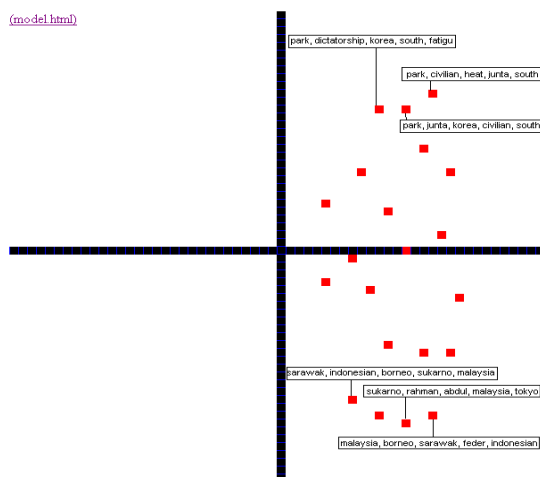 (model.html)
park, dictatorship, korea, south, fatigu
park, civilian, heat, junta, south
park, junta, korea, civilian, south
sarawak, indonesian, borneo, sukarno, malaysia
sukarno, rahman, abdul, malaysia, tokyo
malaysia, borneo, sarawak, feder, indonesian